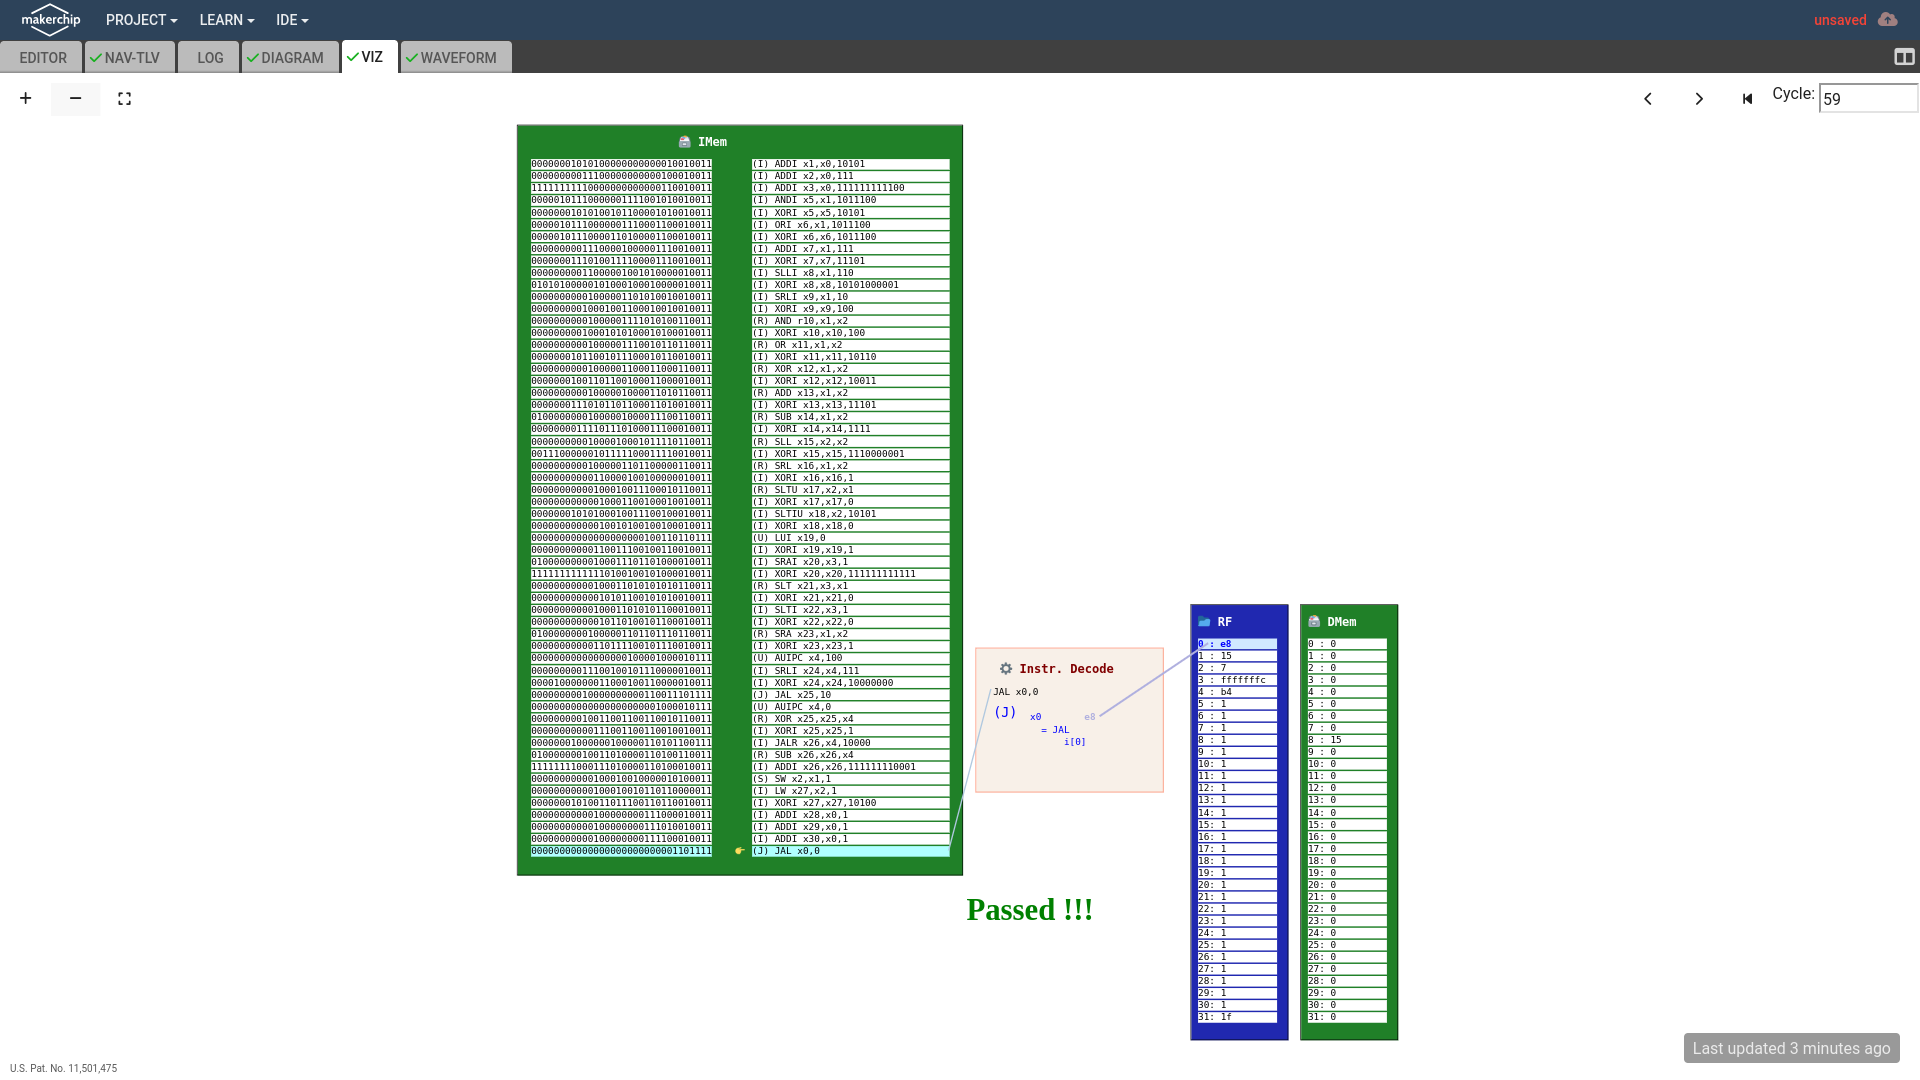 makerchip PROJECT LEARN IDE unsaved
EDITOR NAV-TLV LOG DIAGRAM VIZ WAVEFORM
+ − Cycle: 59
IMem
00000001010100000000000010010011 (I) ADDI x1,x0,10101
00000000011100000000000100010011 (I) ADDI x2,x0,111
11111111110000000000000110010011 (I) ADDI x3,x0,111111111100
00000101110000001111001010010011 (I) ANDI x5,x1,1011100
00000001010100101100001010010011 (I) XORI x5,x5,10101
00000101110000001110001100010011 (I) ORI x6,x1,1011100
00000101110000110100001100010011 (I) XORI x6,x6,1011100
00000000011100001000001110010011 (I) ADDI x7,x1,111
00000001110100111100001110010011 (I) XORI x7,x7,11101
00000000011000001001010000010011 (I) SLLI x8,x1,110
01010100000101000100010000010011 (I) XORI x8,x8,10101000001
00000000001000001101010010010011 (I) SRLI x9,x1,10
00000000010001001100010010010011 (I) XORI x9,x9,100
00000000001000001111010100110011 (R) AND r10,x1,x2
00000000010001010100010100010011 (I) XORI x10,x10,100
00000000001000001110010110110011 (R) OR x11,x1,x2
00000001011001011100010110010011 (I) XORI x11,x11,10110
00000000001000001100011000110011 (R) XOR x12,x1,x2
00000001001101100100011000010011 (I) XORI x12,x12,10011
00000000001000001000011010110011 (R) ADD x13,x1,x2
00000001110101101100011010010011 (I) XORI x13,x13,11101
01000000001000001000011100110011 (R) SUB x14,x1,x2
00000000111101110100011100010011 (I) XORI x14,x14,1111
00000000001000010001011110110011 (R) SLL x15,x2,x2
00111000000101111100011110010011 (I) XORI x15,x15,1110000001
00000000001000001101100000110011 (R) SRL x16,x1,x2
00000000000110000100100000010011 (I) XORI x16,x16,1
00000000000100010011100010110011 (R) SLTU x17,x2,x1
00000000000010001100100010010011 (I) XORI x17,x17,0
00000001010100010011100100010011 (I) SLTIU x18,x2,10101
00000000000010010100100100010011 (I) XORI x18,x18,0
00000000000000000000100110110111 (U) LUI x19,0
00000000000110011100100110010011 (I) XORI x19,x19,1
01000000000100011101101000010011 (I) SRAI x20,x3,1
11111111111110100100101000010011 (I) XORI x20,x20,111111111111
00000000000100011010101010110011 (R) SLT x21,x3,x1
00000000000010101100101010010011 (I) XORI x21,x21,0
00000000000100011010101100010011 (I) SLTI x22,x3,1
00000000000010110100101100010011 (I) XORI x22,x22,0
01000000001000001101101110110011 (R) SRA x23,x1,x2
00000000000110111100101110010011 (I) XORI x23,x23,1
00000000000001000100001000010111 (U) AUIPC x4,100
00000000011100100101110000010011 (I) SRLI x24,x4,111
00001000000011000100110000010011 (I) XORI x24,x24,10000000
00000000100000000000110011101111 (J) JAL x25,10
00000000000000000000001000010111 (U) AUIPC x4,0
00000000010011001100110010110011 (R) XOR x25,x25,x4
00000000000111001100110010010011 (I) XORI x25,x25,1
00000001000000100000110101100111 (I) JALR x26,x4,10000
01000000010011010000110100110011 (R) SUB x26,x26,x4
11111111000111010000110100010011 (I) ADDI x26,x26,111111110001
00000000000100010010000010100011 (S) SW x2,x1,1
00000000000100010010110110000011 (I) LW x27,x2,1
00000001010011011100110110010011 (I) XORI x27,x27,10100
00000000000100000000111000010011 (I) ADDI x28,x0,1
00000000000100000000111010010011 (I) ADDI x29,x0,1
00000000000100000000111100010011 (I) ADDI x30,x0,1
00000000000000000000000001101111 (J) JAL x0,0
Instr. Decode
JAL x0,0
(J) x0 e8
= JAL
i[0]
Passed !!!
RF
0 : e8
1 : 15
2 : 7
3 : fffffffc
4 : b4
5 : 1
6 : 1
7 : 1
8 : 1
9 : 1
10: 1
11: 1
12: 1
13: 1
14: 1
15: 1
16: 1
17: 1
18: 1
19: 1
20: 1
21: 1
22: 1
23: 1
24: 1
25: 1
26: 1
27: 1
28: 1
29: 1
30: 1
31: 1f
DMem
0 : 0
1 : 0
2 : 0
3 : 0
4 : 0
5 : 0
6 : 0
7 : 0
8 : 15
9 : 0
10: 0
11: 0
12: 0
13: 0
14: 0
15: 0
16: 0
17: 0
18: 0
19: 0
20: 0
21: 0
22: 0
23: 0
24: 0
25: 0
26: 0
27: 0
28: 0
29: 0
30: 0
31: 0
Last updated 3 minutes ago
U.S. Pat. No. 11,501,475